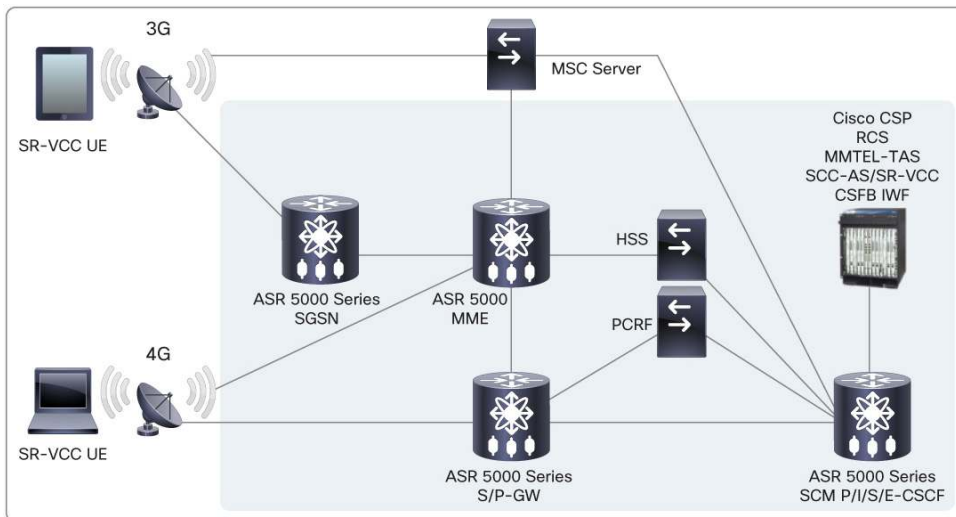 3G
MSC Server
SR-VCC UE
Cisco CSP
RCS
MMTEL-TAS
SCC-AS/SR-VCC
CSFB IWF
HSS
ASR 5000 Series
SGSN
ASR 5000
MME
PCRF
4G
SR-VCC UE
ASR 5000 Series
S/P-GW
ASR 5000 Series
SCM P/I/S/E-CSCF